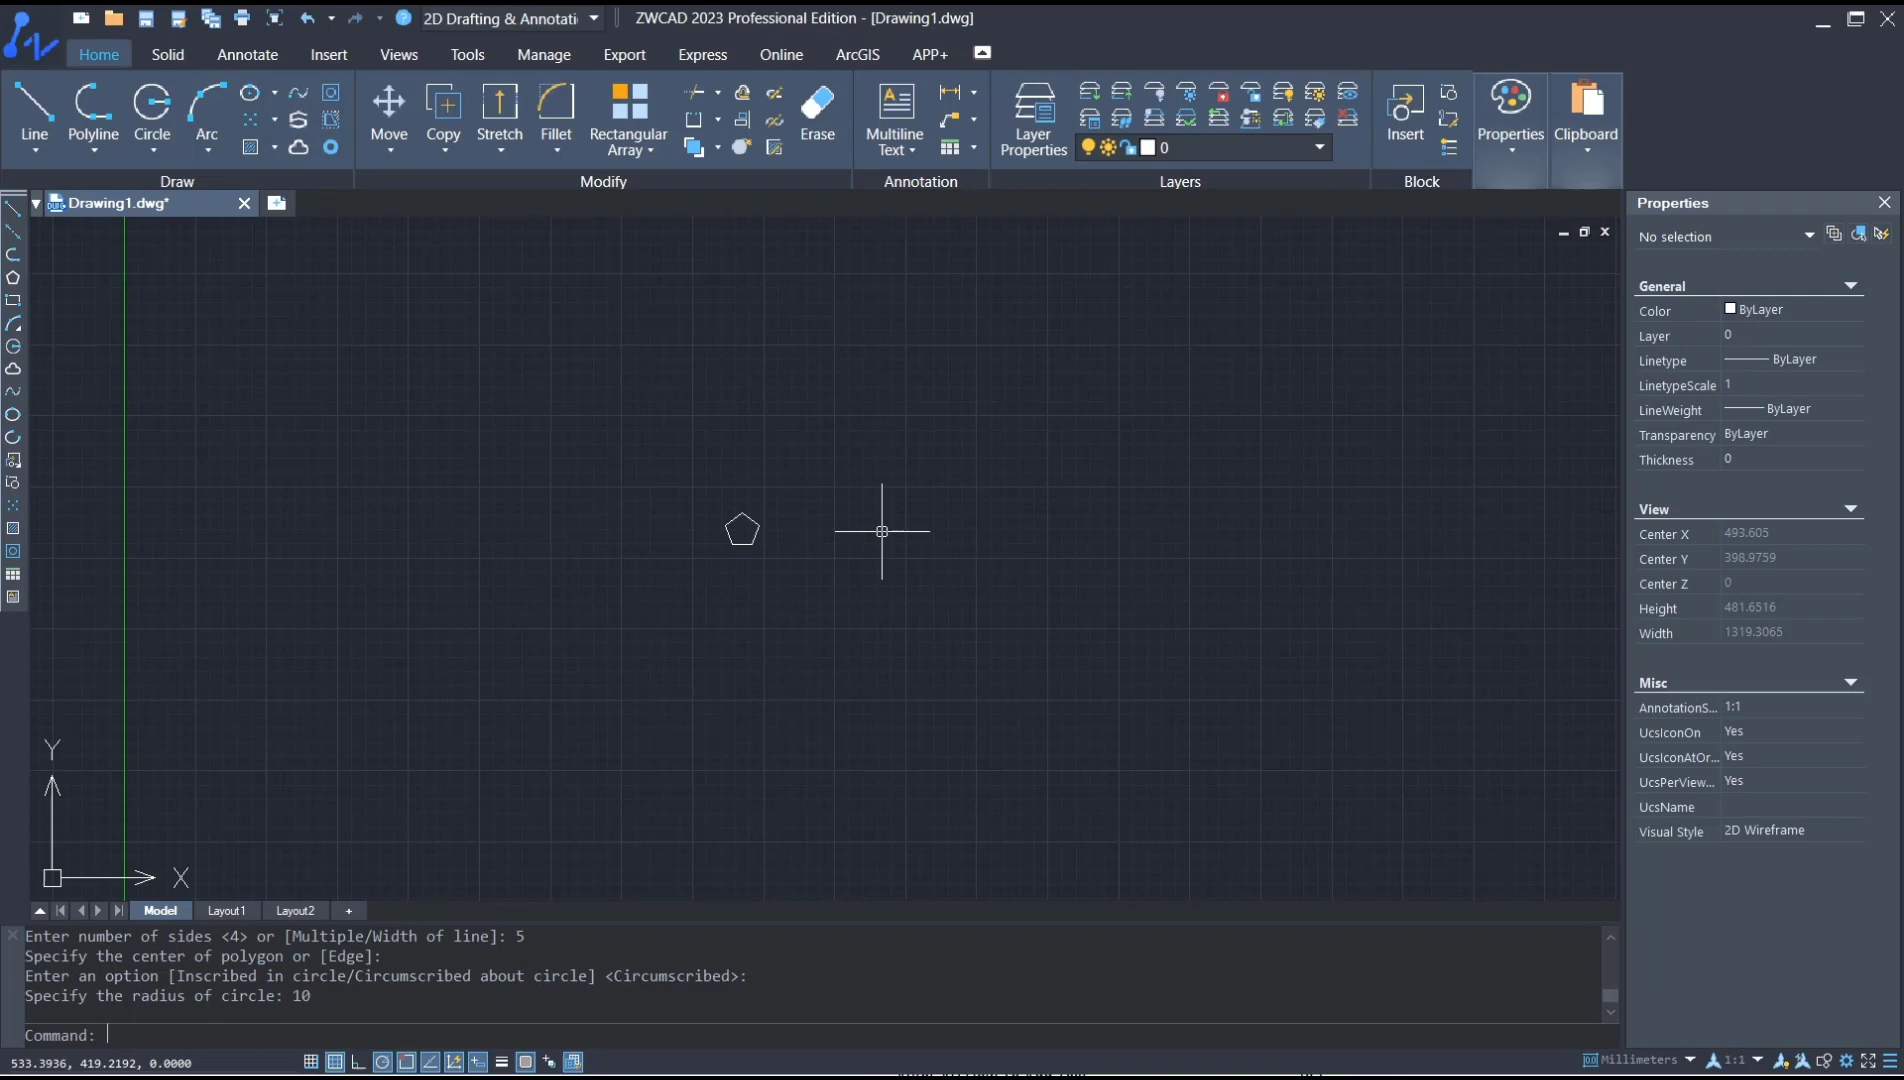 2D Drafting & Annotati
ZWCAD 2023 Professional Edition - [Drawing1.dwg]
Home Solid Annotate Insert Views Tools Manage Export Express Online ArcGIS APP+
Line Polyline Circle Arc
Move Copy Stretch Fillet Rectangular Array Erase
Multiline Text
Layer Properties
0
Insert Properties Clipboard
Draw Modify Annotation Layers Block
Drawing1.dwg*
Properties
No selection
General
Color ByLayer
Layer 0
Linetype ByLayer
LinetypeScale 1
LineWeight ByLayer
Transparency ByLayer
Thickness 0
View
Center X 493.605
Center Y 398.9759
Center Z 0
Height 481.6516
Width 1319.3065
Misc
AnnotationS... 1:1
UcsIconOn Yes
UcsIconAtOr... Yes
UcsPerView... Yes
UcsName
Visual Style 2D Wireframe
Y
X
Model Layout1 Layout2 +
Enter number of sides <4> or [Multiple/Width of line]: 5
Specify the center of polygon or [Edge]:
Enter an option [Inscribed in circle/Circumscribed about circle] <Circumscribed>:
Specify the radius of circle: 10
Command:
533.3936, 419.2192, 0.0000
Millimeters 1:1